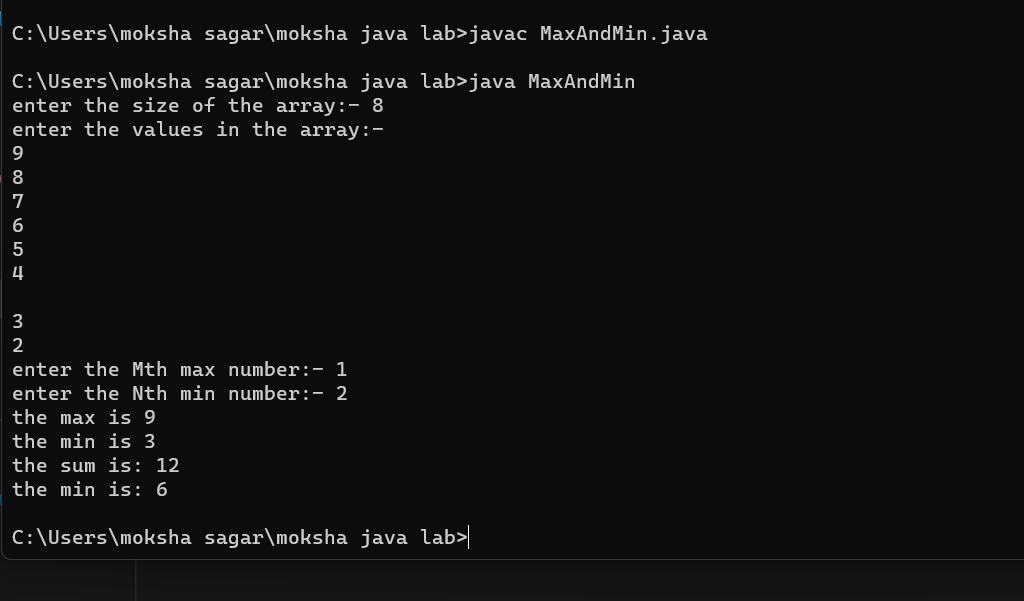 C:\Users\moksha sagar\moksha java lab>javac MaxAndMin.java
C:\Users\moksha sagar\moksha java lab>java MaxAndMin
enter the size of the array:- 8
enter the values in the array:-
9
8
7
6
5
4
3
2
enter the Mth max number:- 1
enter the Nth min number:- 2
the max is 9
the min is 3
the sum is: 12
the min is: 6
C:\Users\moksha sagar\moksha java lab>